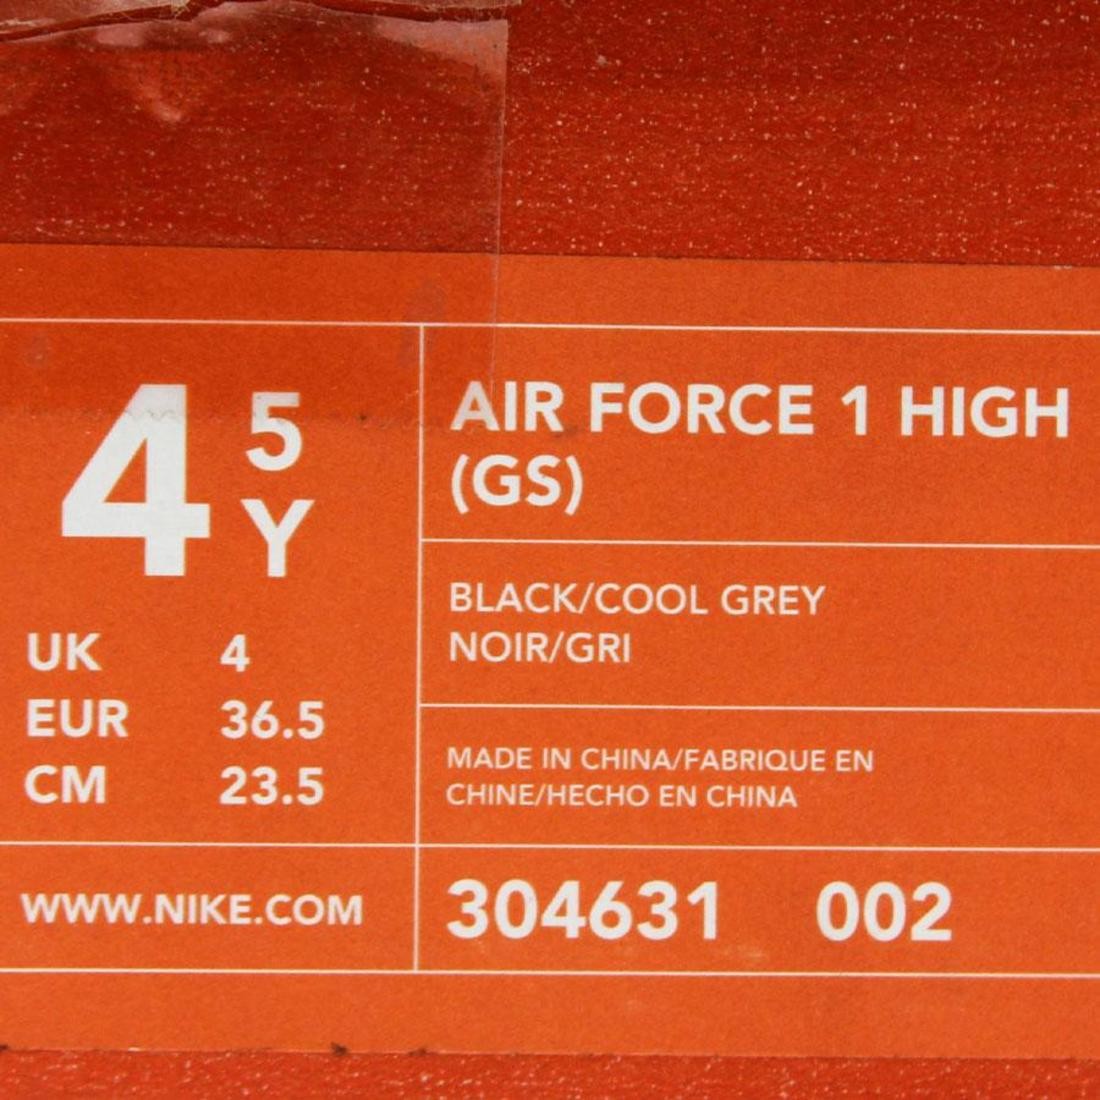 4 5
Y
UK 4
EUR 36.5
CM 23.5
WWW.NIKE.COM
AIR FORCE 1 HIGH
(GS)
BLACK/COOL GREY
NOIR/GRI
MADE IN CHINA/FABRIQUE EN
CHINE/HECHO EN CHINA
304631 002